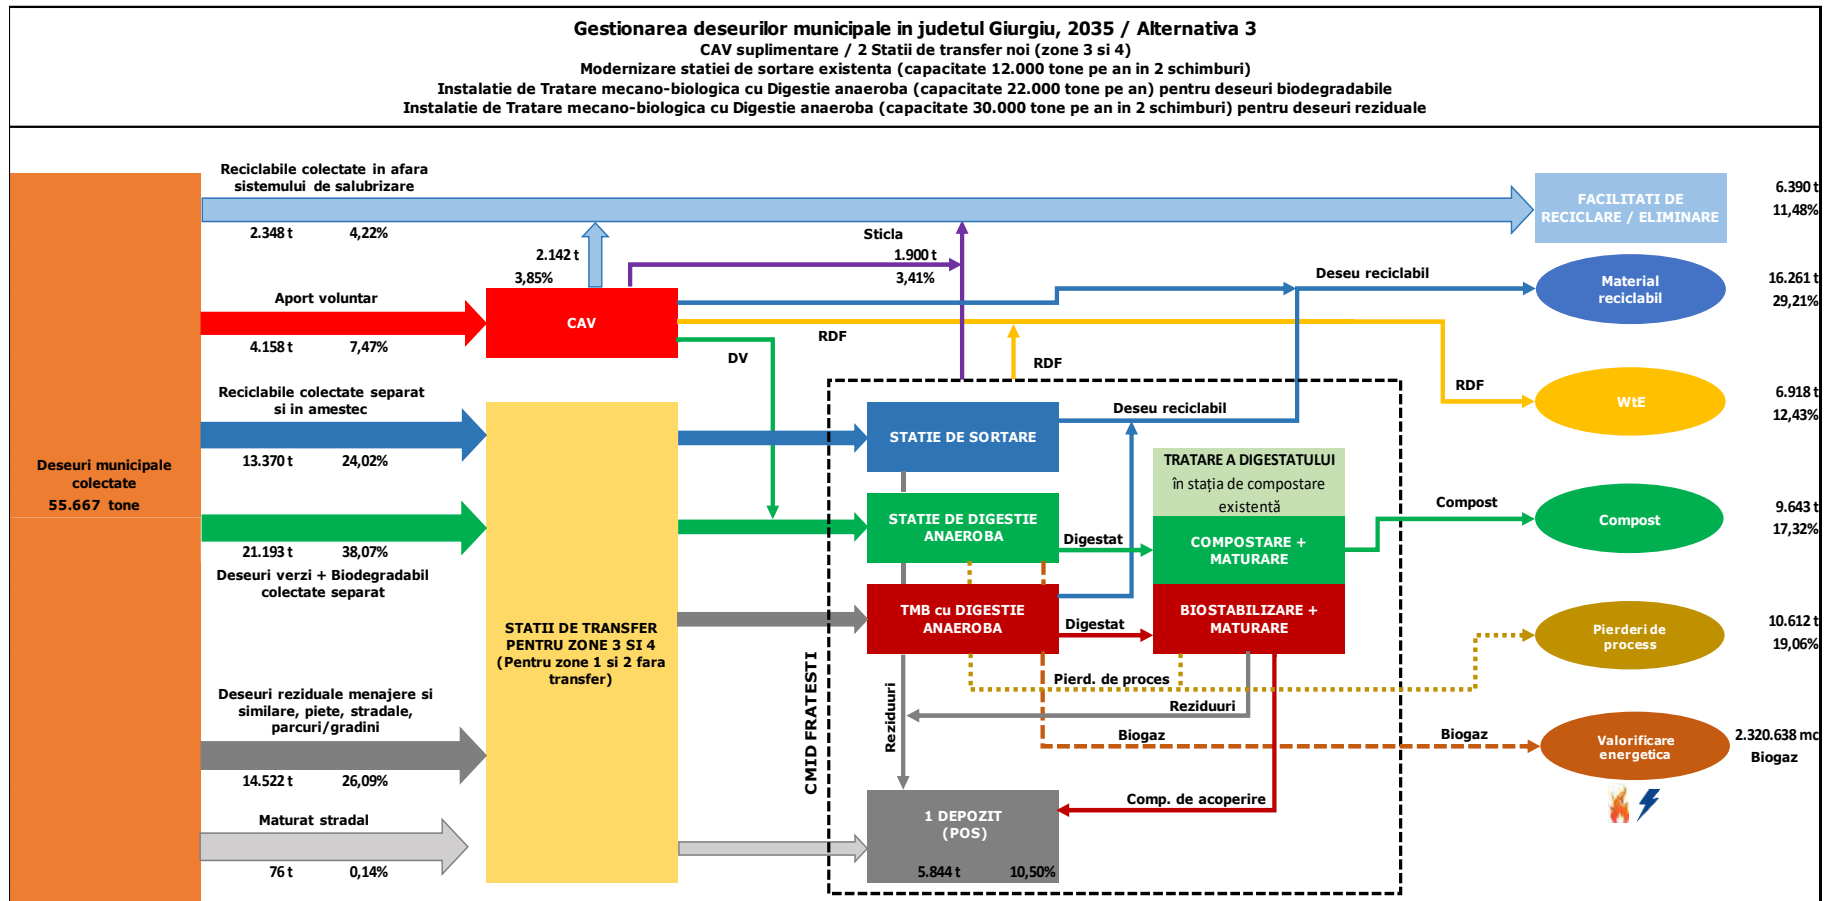 Gestionarea deseurilor municipale in judetul Giurgiu, 2035 / Alternativa 3
CAV suplimentare / 2 Statii de transfer noi (zone 3 si 4)
Modernizare statiei de sortare existenta (capacitate 12.000 tone pe an in 2 schimburi)
Instalatie de Tratare mecano-biologica cu Digestie anaeroba (capacitate 22.000 tone pe an) pentru deseuri biodegradabile
Instalatie de Tratare mecano-biologica cu Digestie anaeroba (capacitate 30.000 tone pe an in 2 schimburi) pentru deseuri reziduale
Deseuri municipale
colectate
55.667 tone
Reciclabile colectate in afara
sistemului de salubrizare
2.348 t 4,22%
Aport voluntar
4.158 t 7,47%
Reciclabile colectate separat
si in amestec
13.370 t 24,02%
21.193 t 38,07%
Deseuri verzi + Biodegradabil
colectate separat
Deseuri reziduale menajere si
similare, piete, stradale,
parcuri/gradini
14.522 t 26,09%
Maturat stradal
76 t 0,14%
2.142 t
3,85%
CAV
STATII DE TRANSFER
PENTRU ZONE 3 SI 4
(Pentru zone 1 si 2 fara
transfer)
Sticla
1.900 t
3,41%
RDF
DV
RDF
Deseu reciclabil
RDF
CMID FRATESTI
STATIE DE SORTARE
Deseu reciclabil
STATIE DE DIGESTIE
ANAEROBA
Digestat
TMB cu DIGESTIE
ANAEROBA
Digestat
TRATARE A DIGESTATULUI
în stația de compostare
existentă
COMPOSTARE +
MATURARE
BIOSTABILIZARE +
MATURARE
Compost
Pierd. de proces
Reziduuri
Reziduuri
Biogaz
Biogaz
Comp. de acoperire
1 DEPOZIT
(POS)
5.844 t 10,50%
FACILITATI DE
RECICLARE / ELIMINARE
6.390 t
11,48%
Material
reciclabil
16.261 t
29,21%
WtE
6.918 t
12,43%
Compost
9.643 t
17,32%
Pierderi de
process
10.612 t
19,06%
Valorificare
energetica
2.320.638 mc
Biogaz